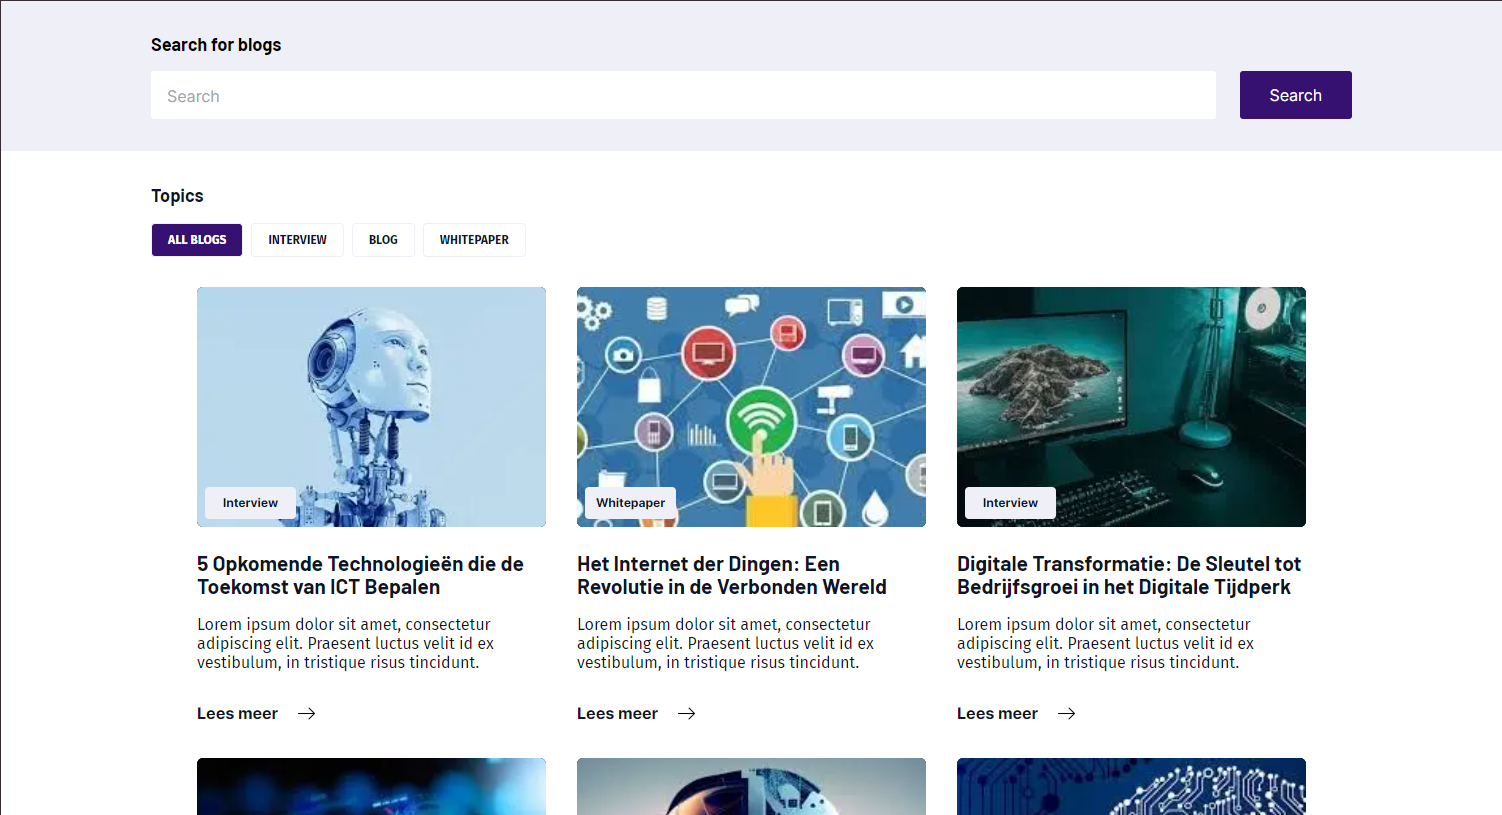 Search for blogs
Search
Search
Topics
ALL BLOGS
INTERVIEW
BLOG
WHITEPAPER
Interview
Whitepaper
Interview
5 Opkomende Technologieën die de
Toekomst van ICT Bepalen
Het Internet der Dingen: Een
Revolutie in de Verbonden Wereld
Digitale Transformatie: De Sleutel tot
Bedrijfsgroei in het Digitale Tijdperk
Lorem ipsum dolor sit amet, consectetur
adipiscing elit. Praesent luctus velit id ex
vestibulum, in tristique risus tincidunt.
Lorem ipsum dolor sit amet, consectetur
adipiscing elit. Praesent luctus velit id ex
vestibulum, in tristique risus tincidunt.
Lorem ipsum dolor sit amet, consectetur
adipiscing elit. Praesent luctus velit id ex
vestibulum, in tristique risus tincidunt.
Lees meer
Lees meer
Lees meer